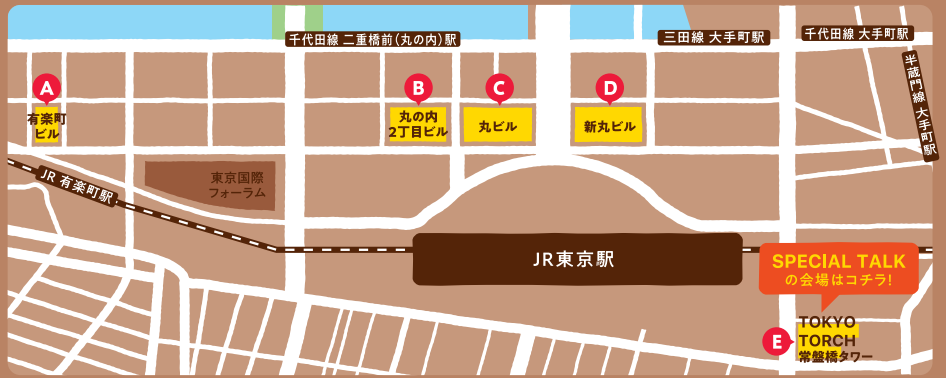 千代田線 二重橋前(丸の内)駅
三田線 大手町駅
千代田線 大手町駅
半蔵門線 大手町駅
A
有楽町
ビル
B
丸の内
2丁目ビル
C
丸ビル
D
新丸ビル
JR 有楽町駅
東京国際
フォーラム
JR東京駅
SPECIAL TALK
の会場はコチラ!
E
TOKYO
TORCH
常盤橋タワー